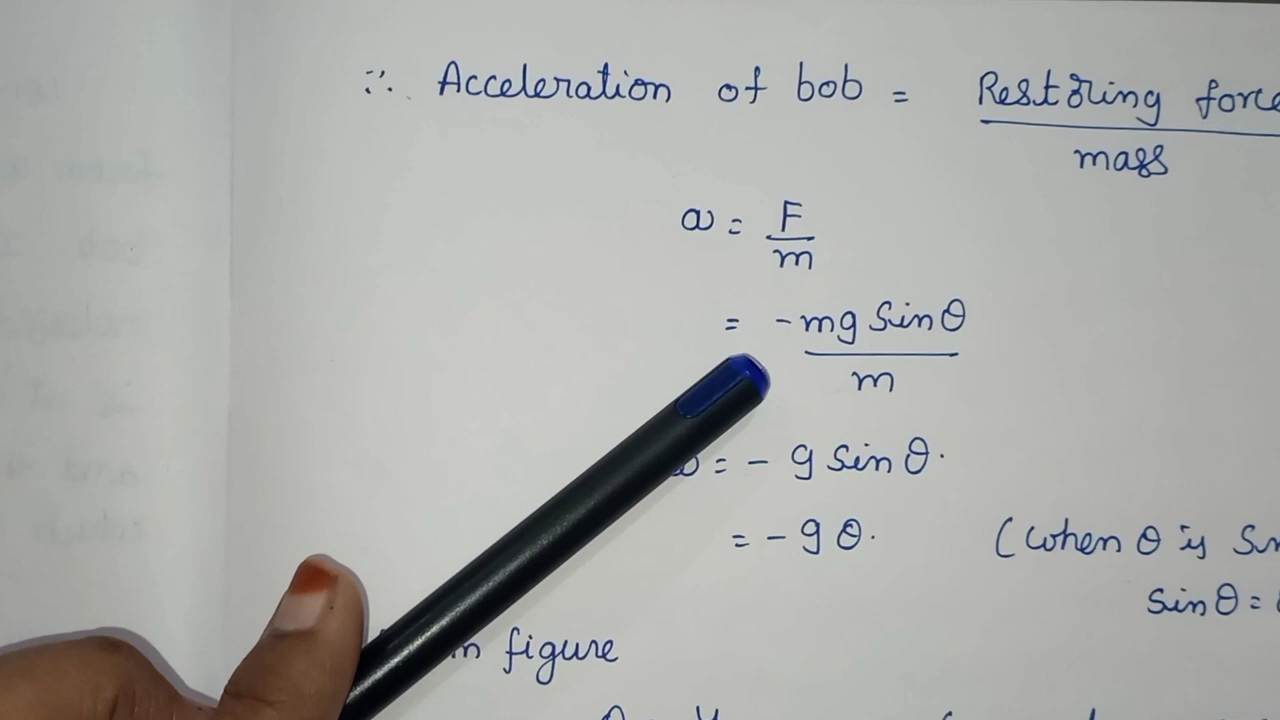 ∴ Acceleration of bob = Restoring force
mass
a = F
m
= -mg Sinθ
m
= - g Sinθ.
= - g θ. (when θ is
Sinθ =
figure